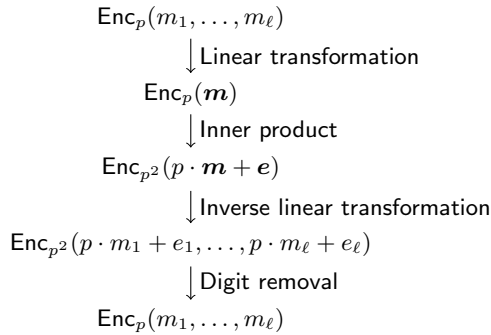 Enc_p(m_1, . . . , m_ℓ)
Linear transformation
Enc_p(𝒎)
Inner product
Enc_{p^2}(p · 𝒎 + 𝒆)
Inverse linear transformation
Enc_{p^2}(p · m_1 + e_1, . . . , p · m_ℓ + e_ℓ)
Digit removal
Enc_p(m_1, . . . , m_ℓ)